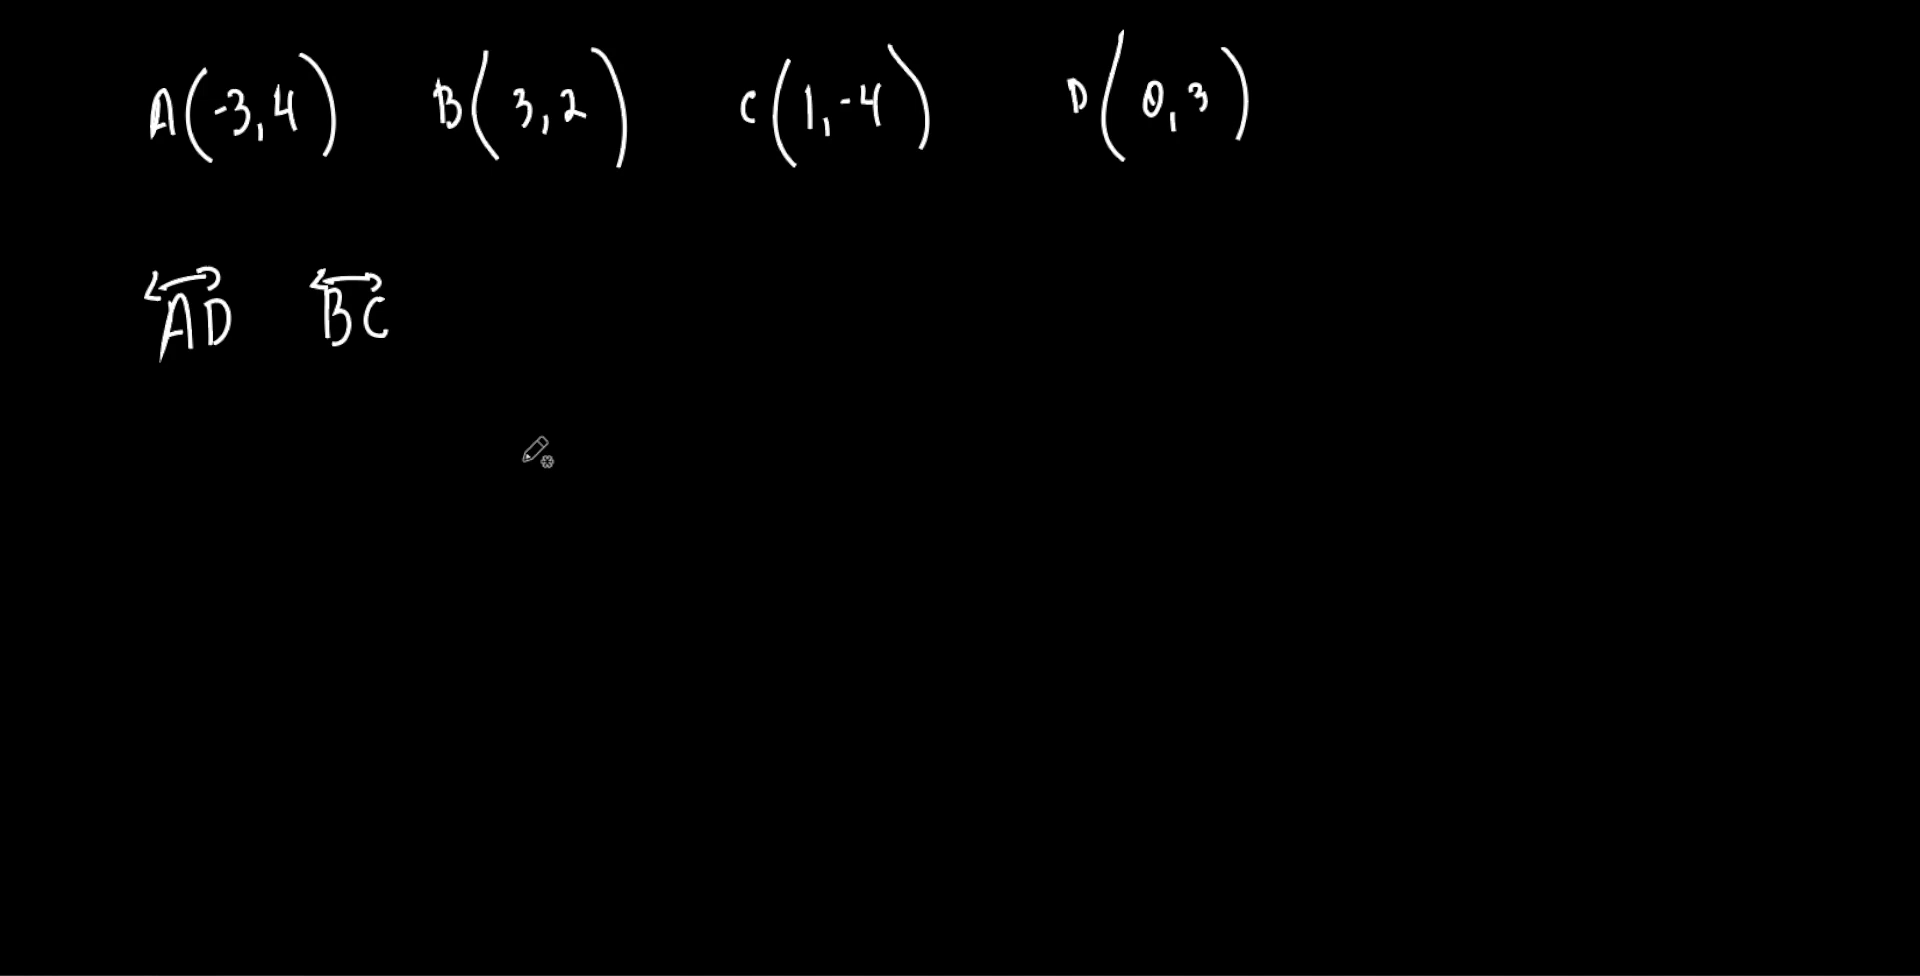 A(-3,4) B(3,2) C(1,-4) D(0,3)
AD BC